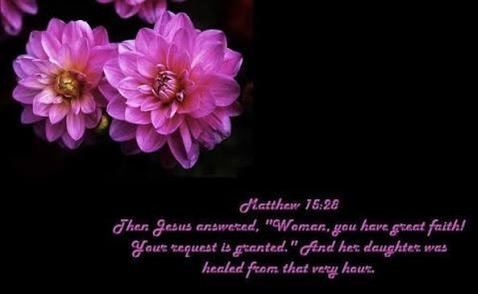 Matthew 15:28
Then Jesus answered, "Woman, you have great faith!
Your request is granted." And her daughter was
healed from that very hour.